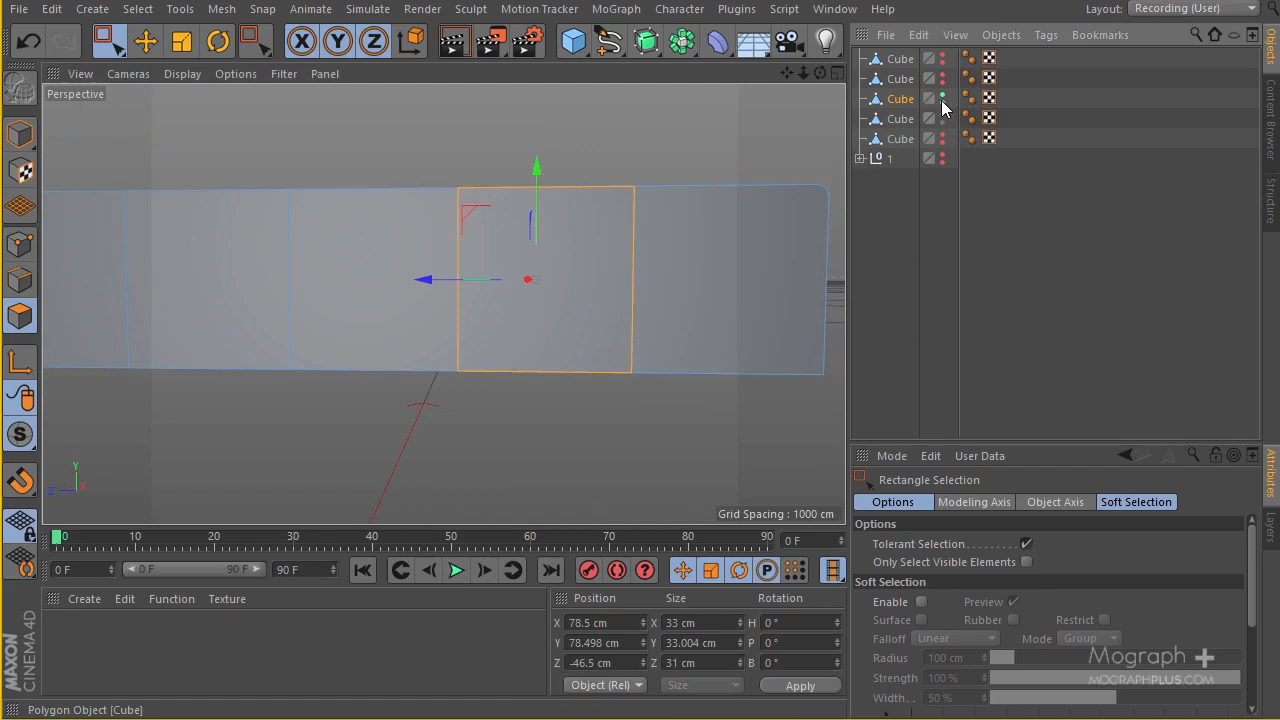 File Edit Create Select Tools Mesh Snap Animate Simulate Render Sculpt Motion Tracker MoGraph Character Plugins Script Window Help Layout: Recording (User)
File Edit View Objects Tags Bookmarks
View Cameras Display Options Filter Panel
Perspective
Cube
Cube
Cube
Cube
Cube
1
Objects
Content Browser
Structure
Grid Spacing : 1000 cm
0 10 20 30 40 50 60 70 80 90 0 F
0 F 0 F 90 F 90 F
Create Edit Function Texture
Position Size Rotation
X 78.5 cm X 33 cm H 0 °
Y 78.498 cm Y 33.004 cm P 0 °
Z -46.5 cm Z 31 cm B 0 °
Object (Rel) Size Apply
Mode Edit User Data
Rectangle Selection
Options Modeling Axis Object Axis Soft Selection
Options
Tolerant Selection
Only Select Visible Elements
Soft Selection
Enable Preview
Surface Rubber Restrict
Falloff Linear Mode Group
Radius 100 cm
Strength 100 %
Width 50 %
Attributes
Layers
Mograph +
MOGRAPHPLUS.COM
MAXON
CINEMA 4D
Polygon Object [Cube]
X Y Z
Y
Z X